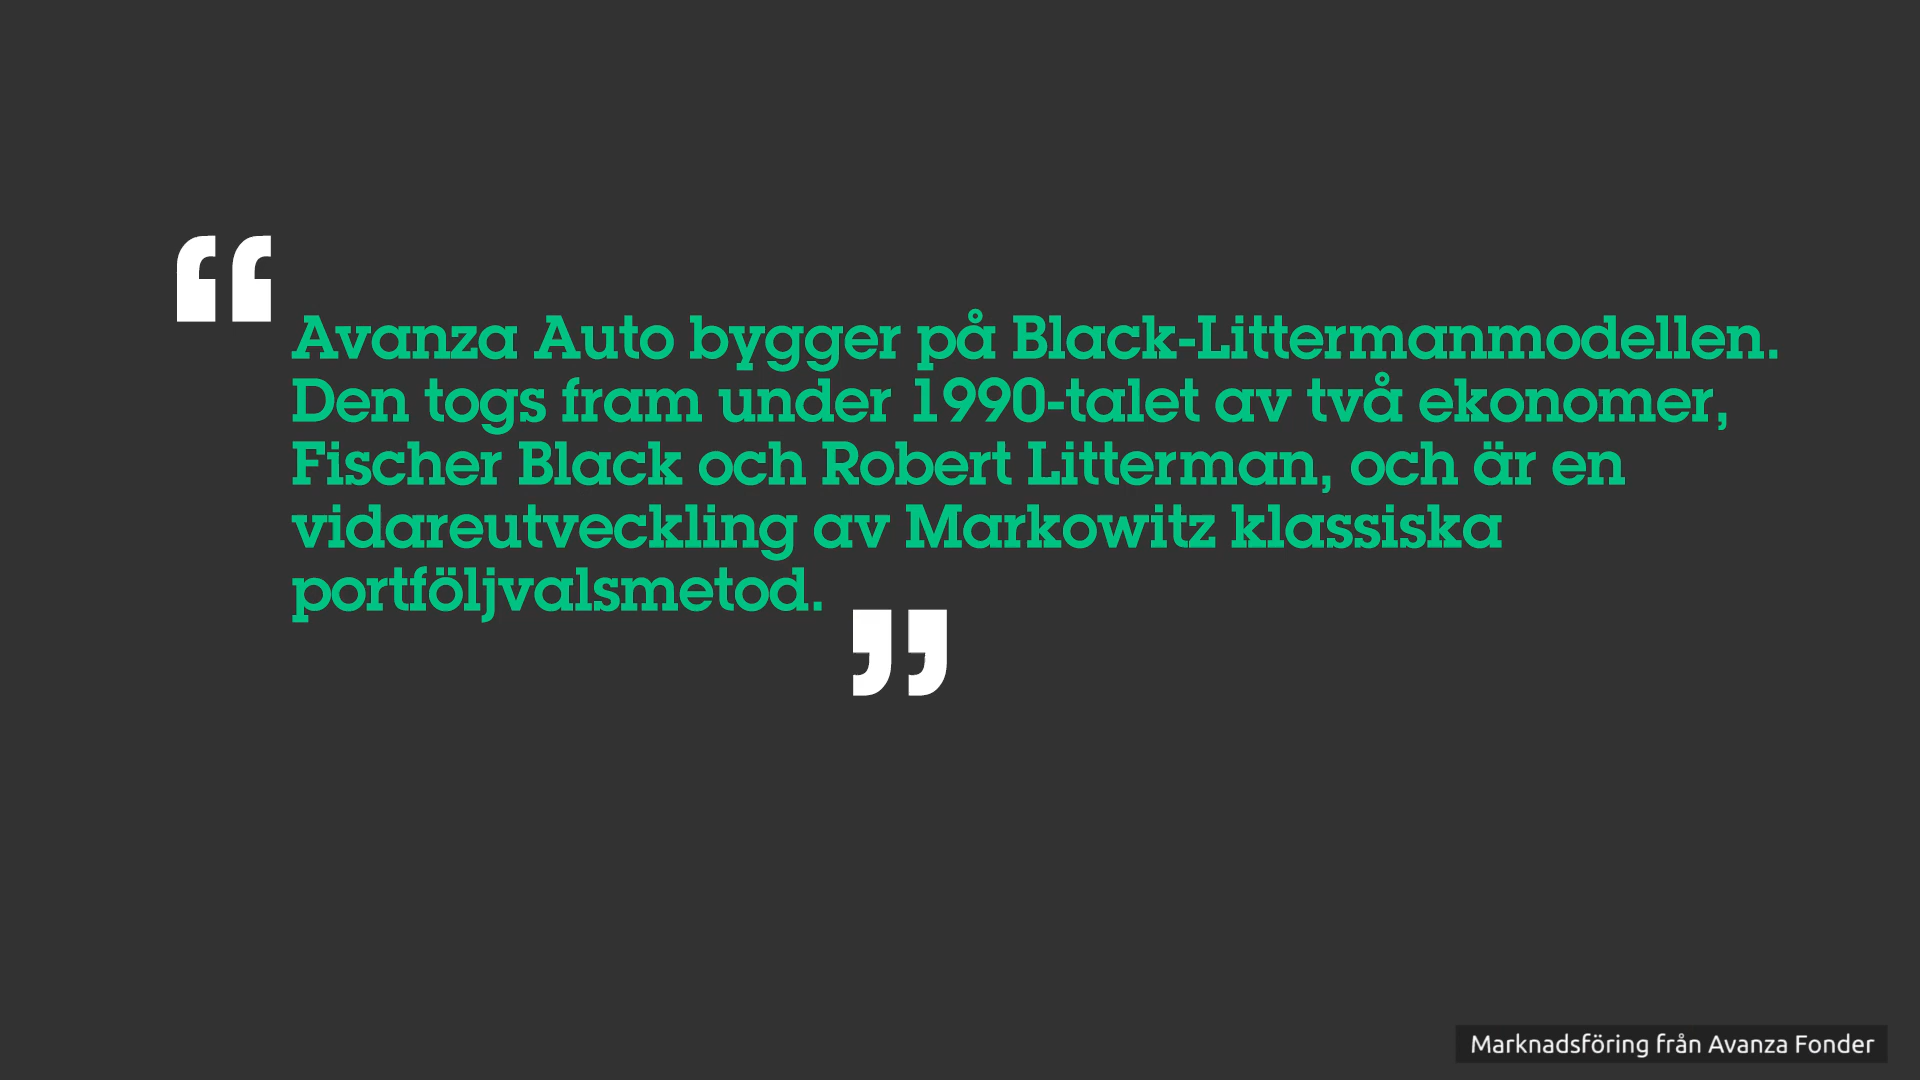 “
Avanza Auto bygger på Black-Littermanmodellen.
Den togs fram under 1990-talet av två ekonomer,
Fischer Black och Robert Litterman, och är en
vidareutveckling av Markowitz klassiska
portföljvalsmetod.
”
Marknadsföring från Avanza Fonder